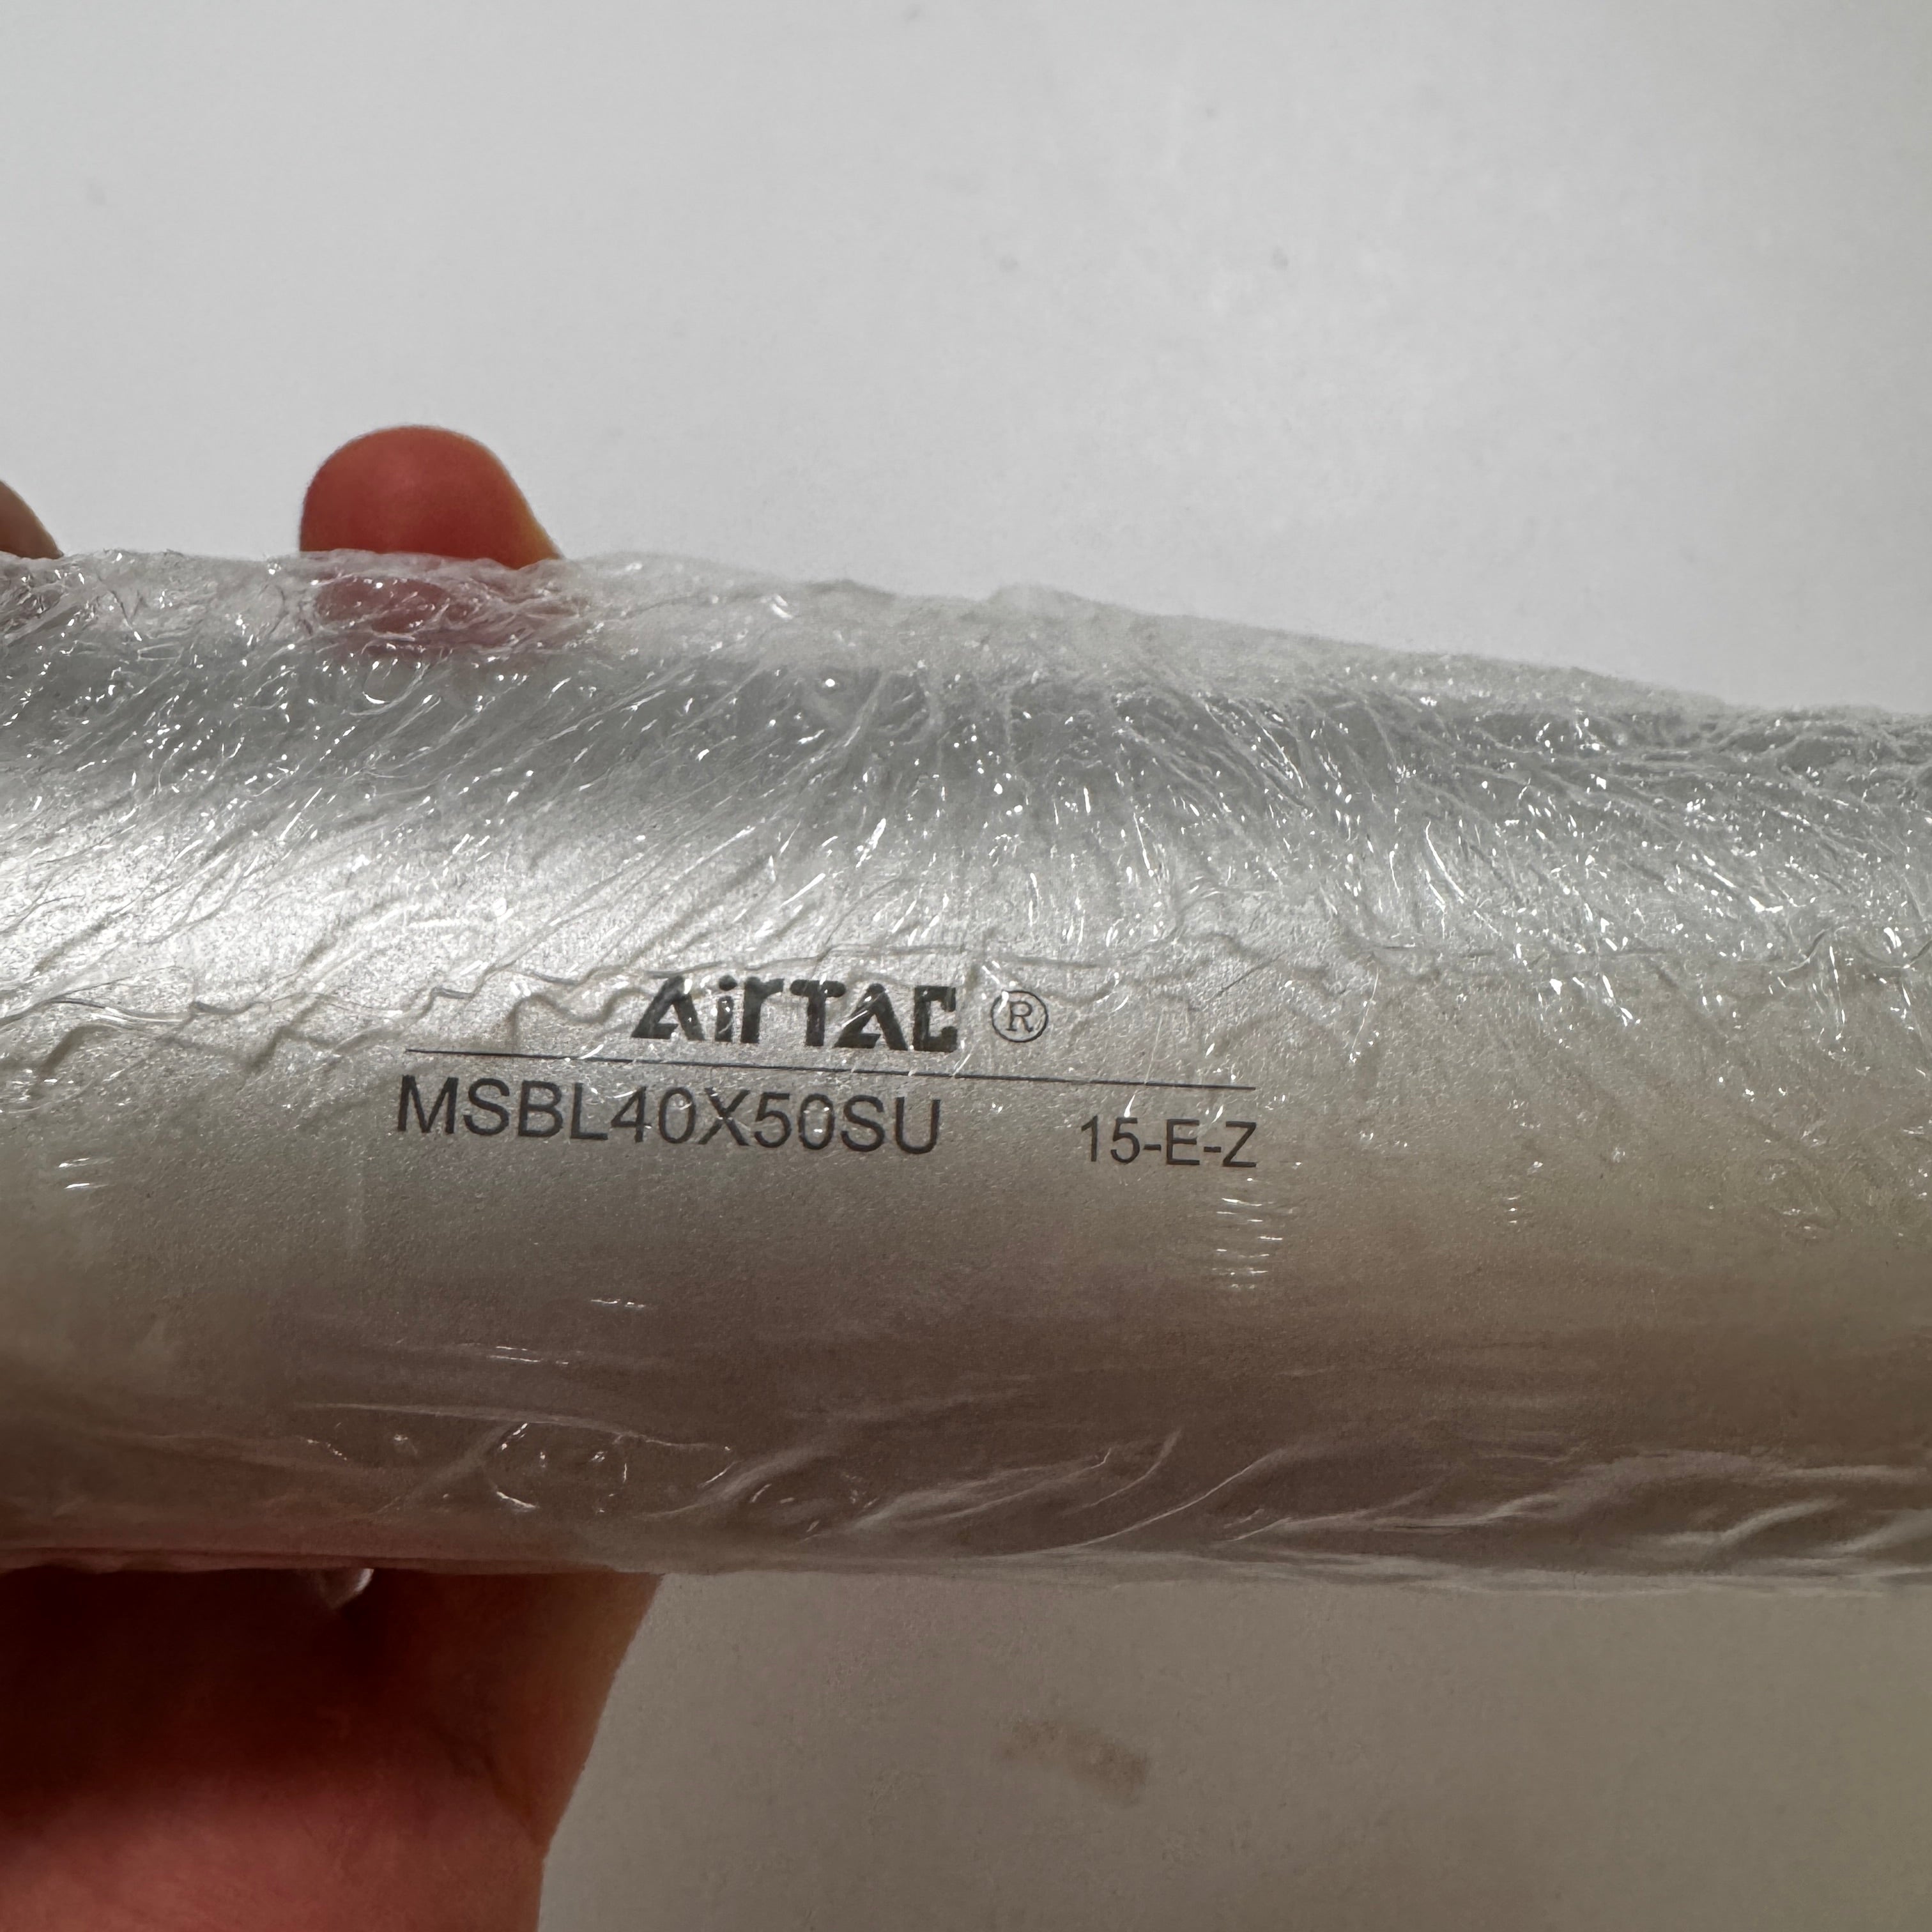 AirTAC ®
MSBL40X50SU 15-E-Z